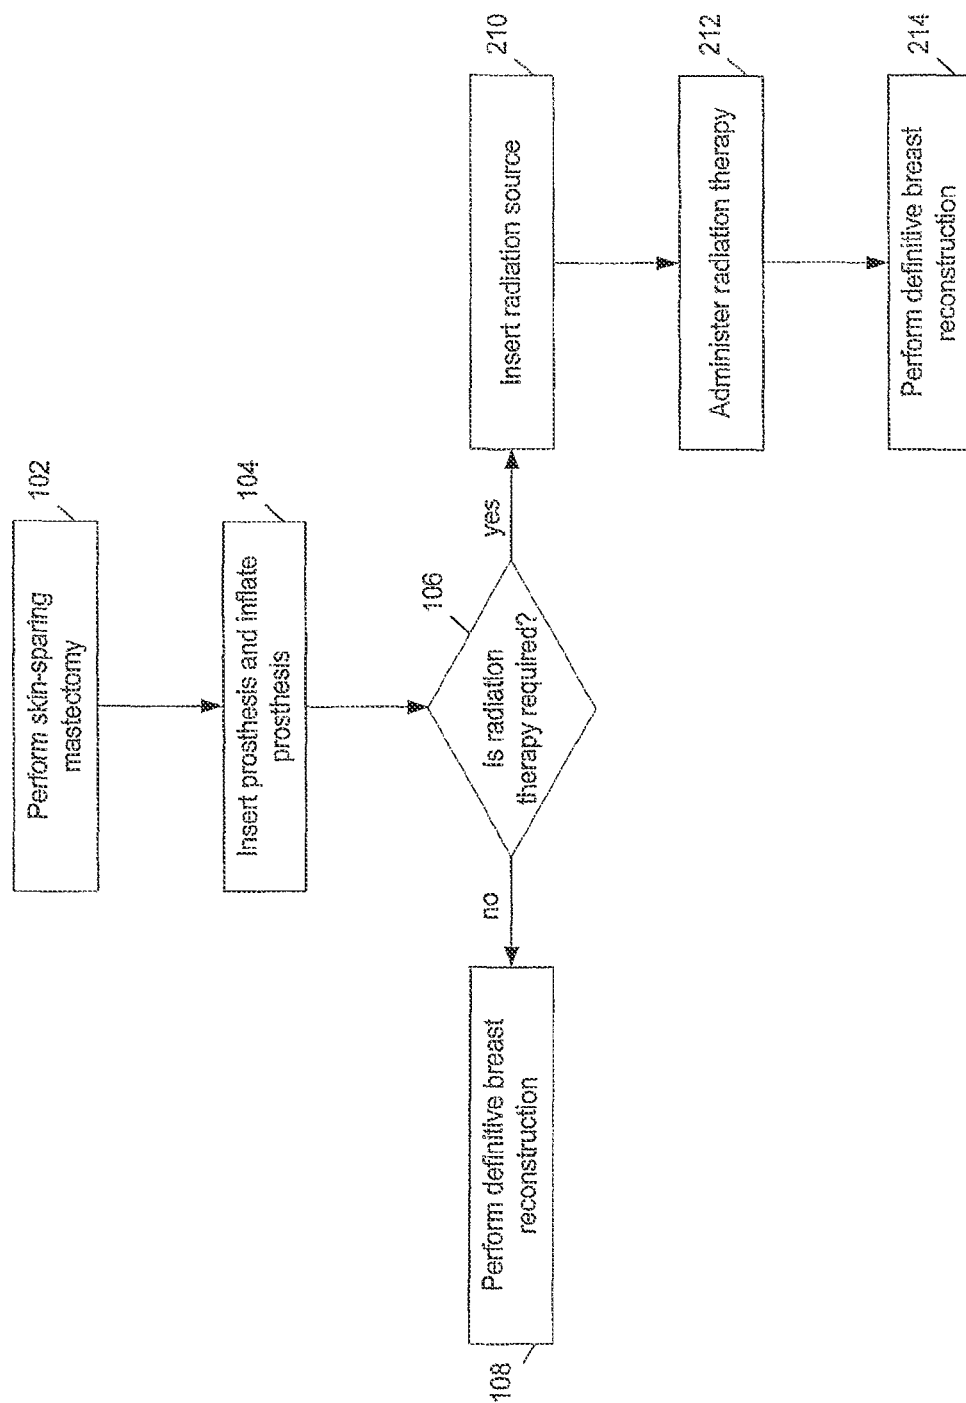 102
Perform skin-sparing
mastectomy
104
Insert prosthesis and inflate
prosthesis
106
Is radiation
therapy required?
no
yes
108
Perform definitive breast
reconstruction
210
Insert radiation source
212
Administer radiation therapy
214
Perform definitive breast
reconstruction